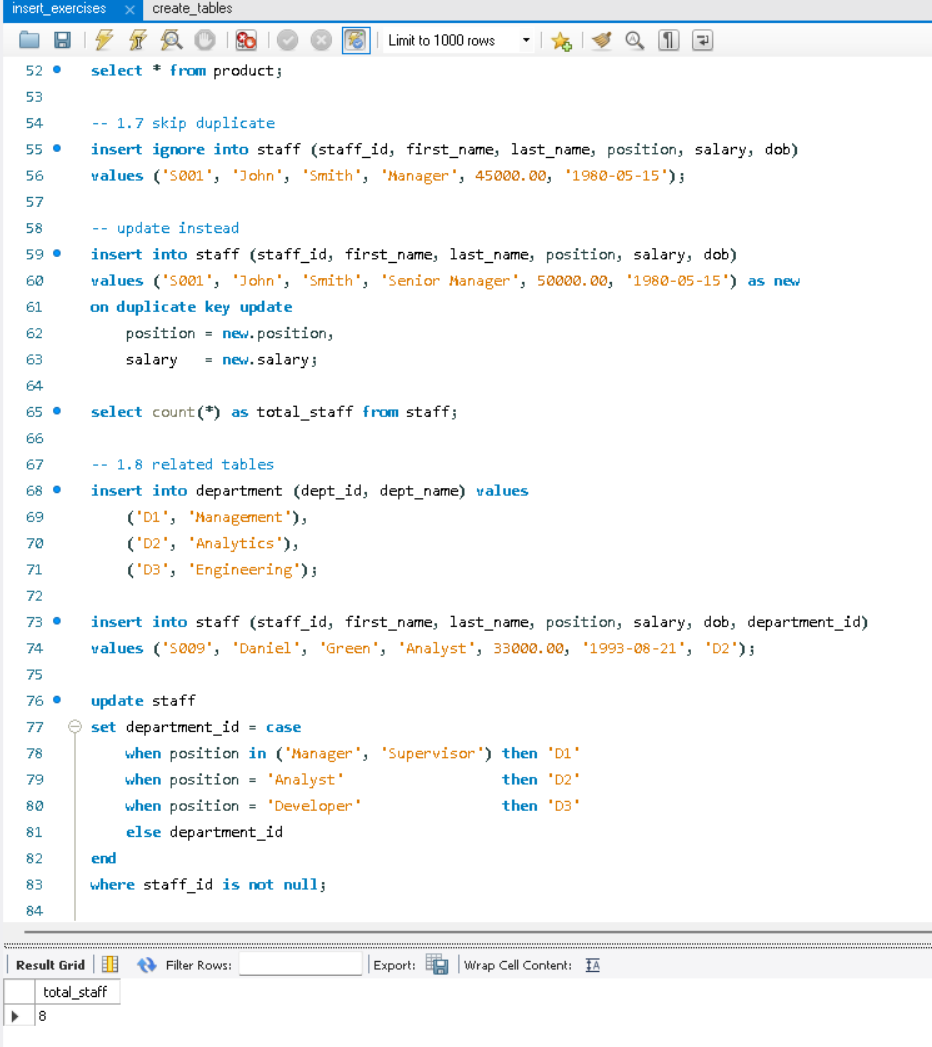 insert_exercises × create_tables
Limit to 1000 rows
52 select * from product;
53
54 -- 1.7 skip duplicate
55 insert ignore into staff (staff_id, first_name, last_name, position, salary, dob)
56 values ('S001', 'John', 'Smith', 'Manager', 45000.00, '1980-05-15');
57
58 -- update instead
59 insert into staff (staff_id, first_name, last_name, position, salary, dob)
60 values ('S001', 'John', 'Smith', 'Senior Manager', 50000.00, '1980-05-15') as new
61 on duplicate key update
62     position = new.position,
63     salary   = new.salary;
64
65 select count(*) as total_staff from staff;
66
67 -- 1.8 related tables
68 insert into department (dept_id, dept_name) values
69     ('D1', 'Management'),
70     ('D2', 'Analytics'),
71     ('D3', 'Engineering');
72
73 insert into staff (staff_id, first_name, last_name, position, salary, dob, department_id)
74 values ('S009', 'Daniel', 'Green', 'Analyst', 33000.00, '1993-08-21', 'D2');
75
76 update staff
77 set department_id = case
78     when position in ('Manager', 'Supervisor') then 'D1'
79     when position = 'Analyst'                  then 'D2'
80     when position = 'Developer'                then 'D3'
81     else department_id
82 end
83 where staff_id is not null;
84
Result Grid Filter Rows: Export: Wrap Cell Content: IA
total_staff
8